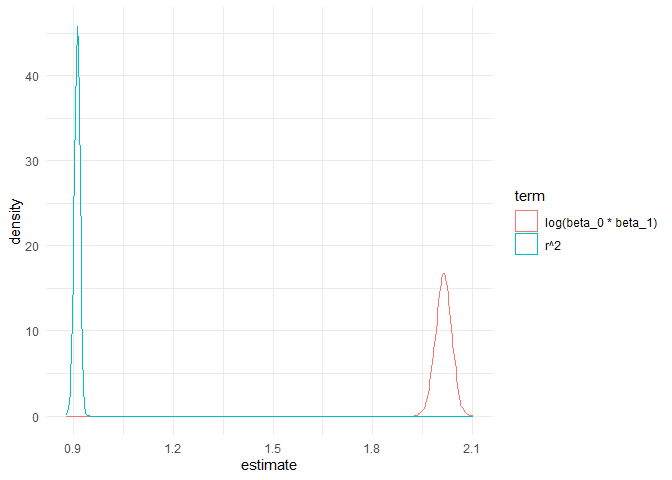 40
30
20
10
0
density
0.9 1.2 1.5 1.8 2.1
estimate
term
log(beta_0 * beta_1)
r^2